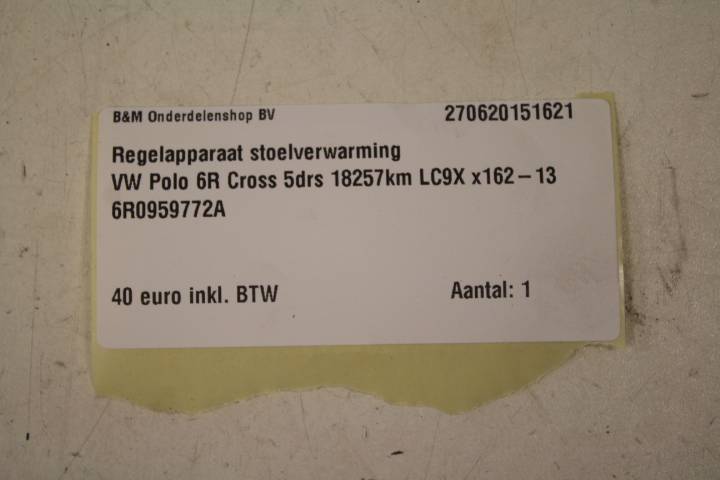 B&M Onderdelenshop BV 270620151621
Regelapparaat stoelverwarming
VW Polo 6R Cross 5drs 18257km LC9X x162-13
6R0959772A
40 euro inkl. BTW Aantal: 1